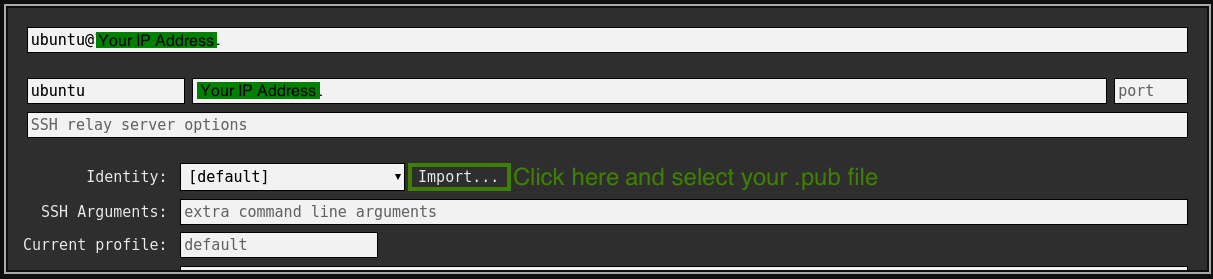 ubuntu@Your IP Address.
ubuntu Your IP Address. port
SSH relay server options
Identity: [default] Import... Click here and select your .pub file
SSH Arguments: extra command line arguments
Current profile: default